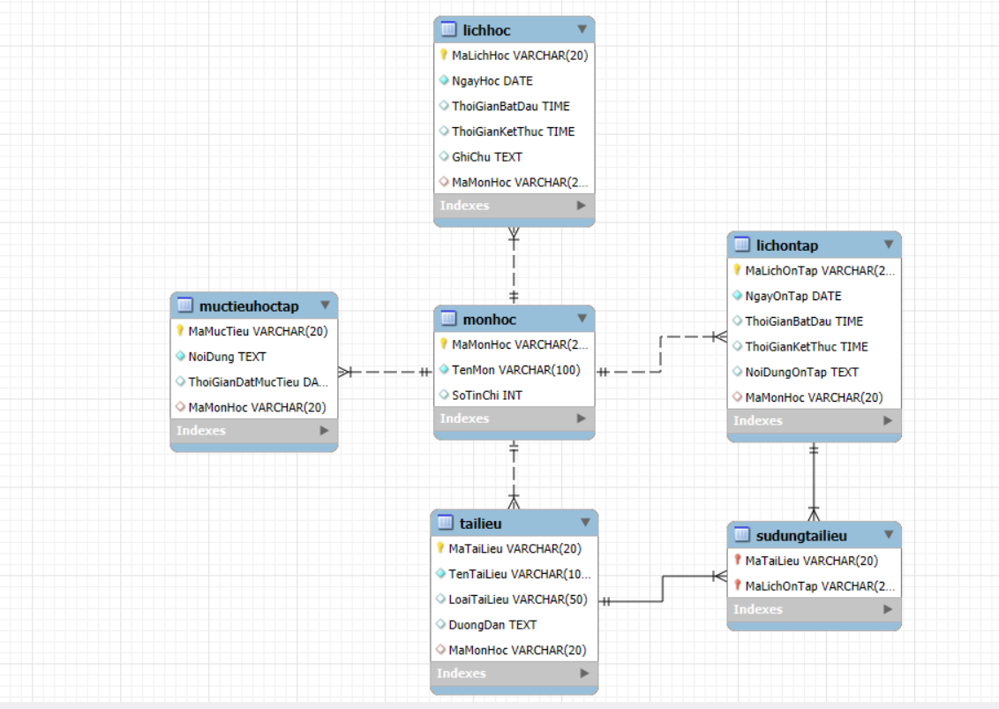 lichhoc
MaLichHoc VARCHAR(20)
NgayHoc DATE
ThoiGianBatDau TIME
ThoiGianKetThuc TIME
GhiChu TEXT
MaMonHoc VARCHAR(2...
Indexes
lichontap
MaLichOnTap VARCHAR(2...
NgayOnTap DATE
ThoiGianBatDau TIME
ThoiGianKetThuc TIME
NoiDungOnTap TEXT
MaMonHoc VARCHAR(20)
Indexes
muctieuhoctap
MaMucTieu VARCHAR(20)
NoiDung TEXT
ThoiGianDatMucTieu DA...
MaMonHoc VARCHAR(20)
Indexes
monhoc
MaMonHoc VARCHAR(2...
TenMon VARCHAR(100)
SoTinChi INT
Indexes
tailieu
MaTaiLieu VARCHAR(20)
TenTaiLieu VARCHAR(10...
LoaiTaiLieu VARCHAR(50)
DuongDan TEXT
MaMonHoc VARCHAR(20)
Indexes
sudungtailieu
MaTaiLieu VARCHAR(20)
MaLichOnTap VARCHAR(2...
Indexes